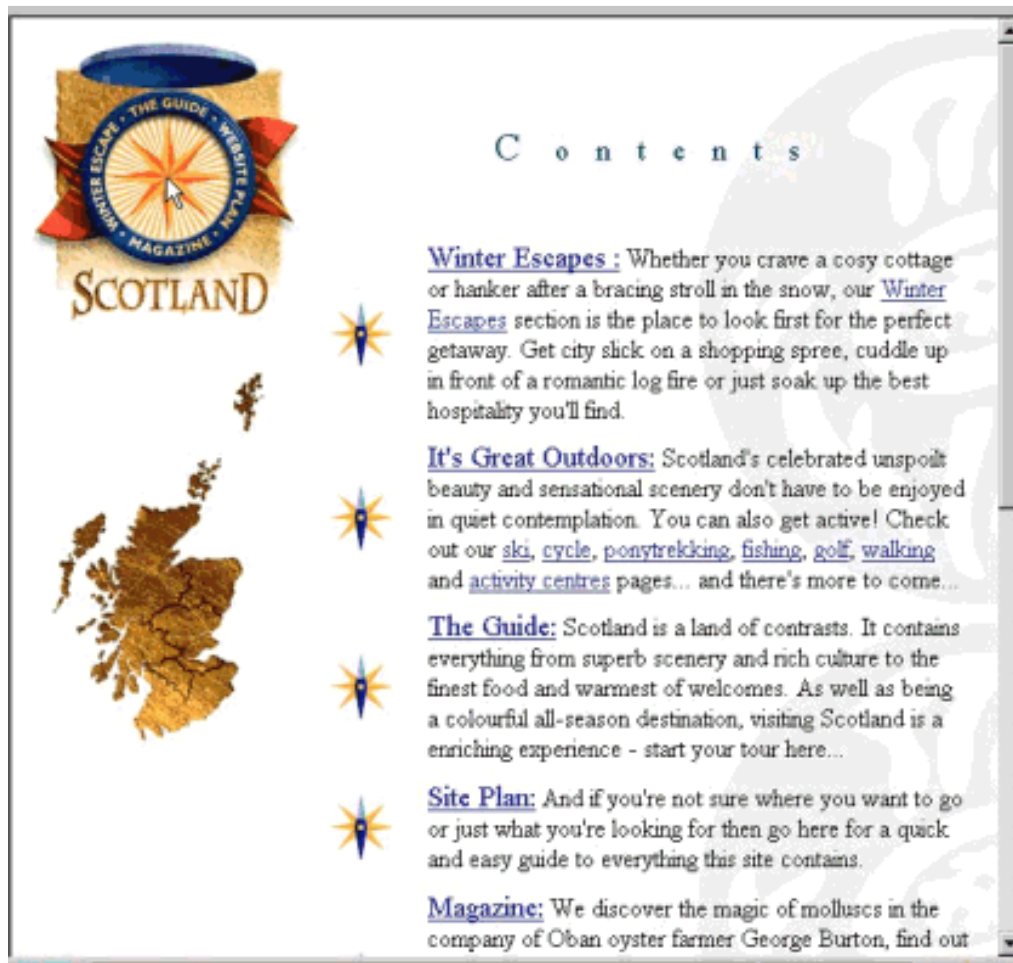 WINTER ESCAPE · THE GUIDE · WEBSITE PLAN · MAGAZINE ·
SCOTLAND
Contents
Winter Escapes : Whether you crave a cosy cottage
or hanker after a bracing stroll in the snow, our Winter
Escapes section is the place to look first for the perfect
getaway. Get city slick on a shopping spree, cuddle up
in front of a romantic log fire or just soak up the best
hospitality you'll find.
It's Great Outdoors: Scotland's celebrated unspoilt
beauty and sensational scenery don't have to be enjoyed
in quiet contemplation. You can also get active! Check
out our ski, cycle, ponytrekking, fishing, golf, walking
and activity centres pages... and there's more to come...
The Guide: Scotland is a land of contrasts. It contains
everything from superb scenery and rich culture to the
finest food and warmest of welcomes. As well as being
a colourful all-season destination, visiting Scotland is a
enriching experience - start your tour here...
Site Plan: And if you're not sure where you want to go
or just what you're looking for then go here for a quick
and easy guide to everything this site contains.
Magazine: We discover the magic of molluscs in the
company of Oban oyster farmer George Burton, find out